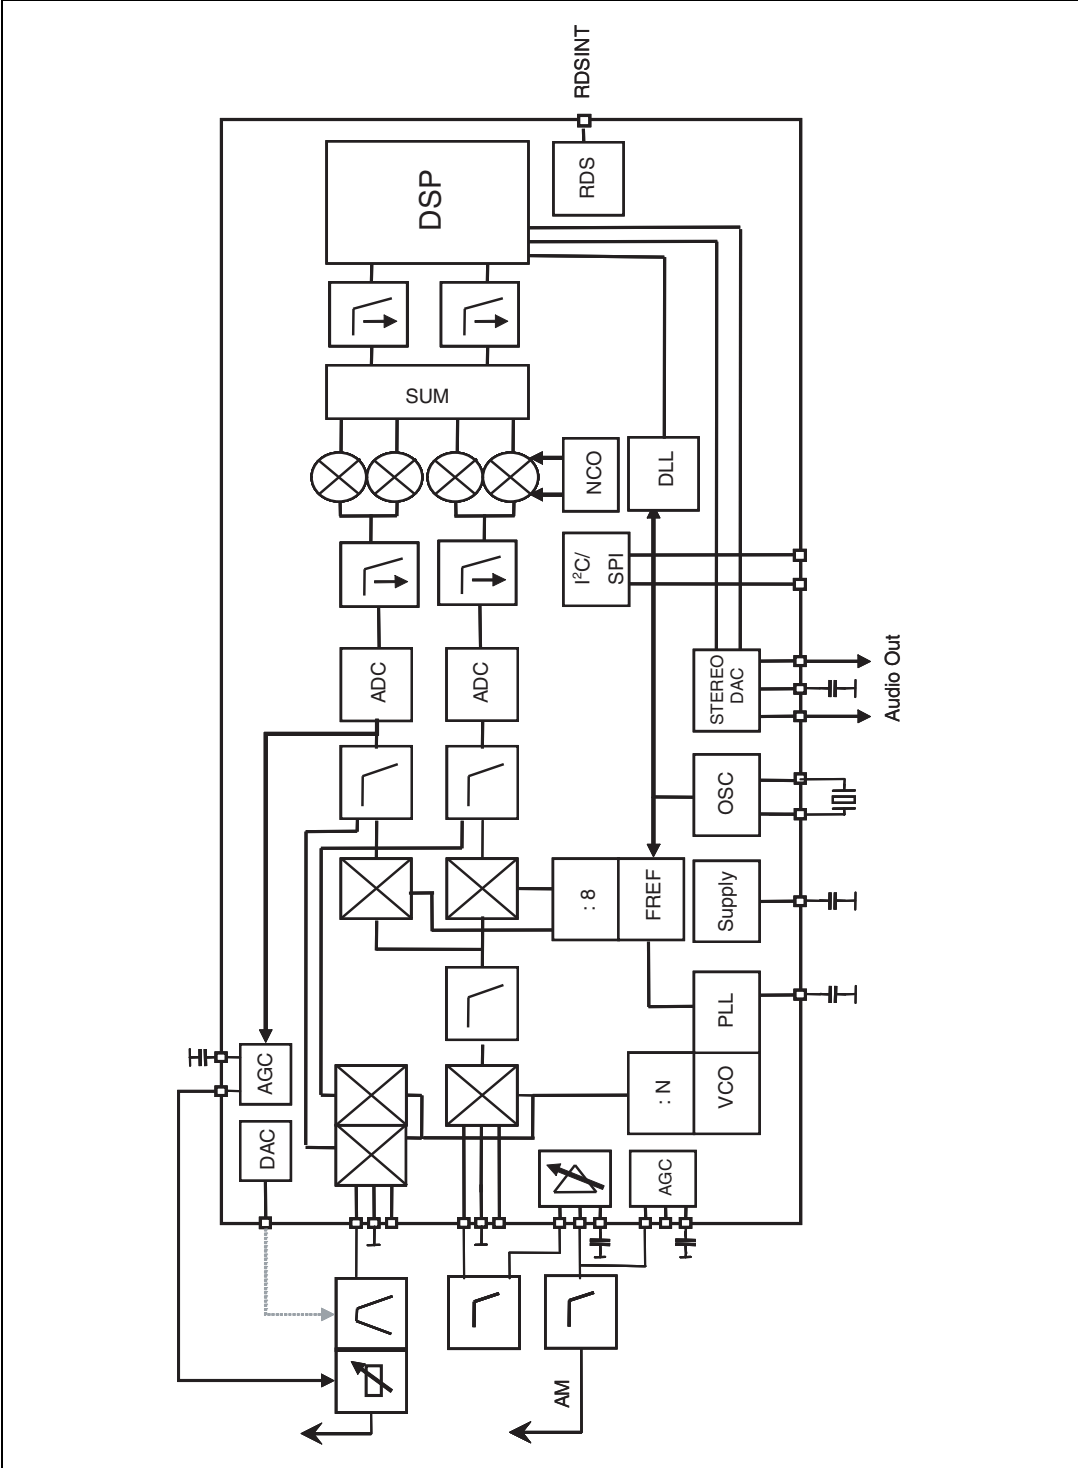 RDSINT
DSP
RDS
SUM
NCO
DLL
I²C/
SPI
ADC
ADC
STEREO
DAC
Audio Out
OSC
: 8
FREF
Supply
AGC
PLL
: N
VCO
DAC
AGC
AM